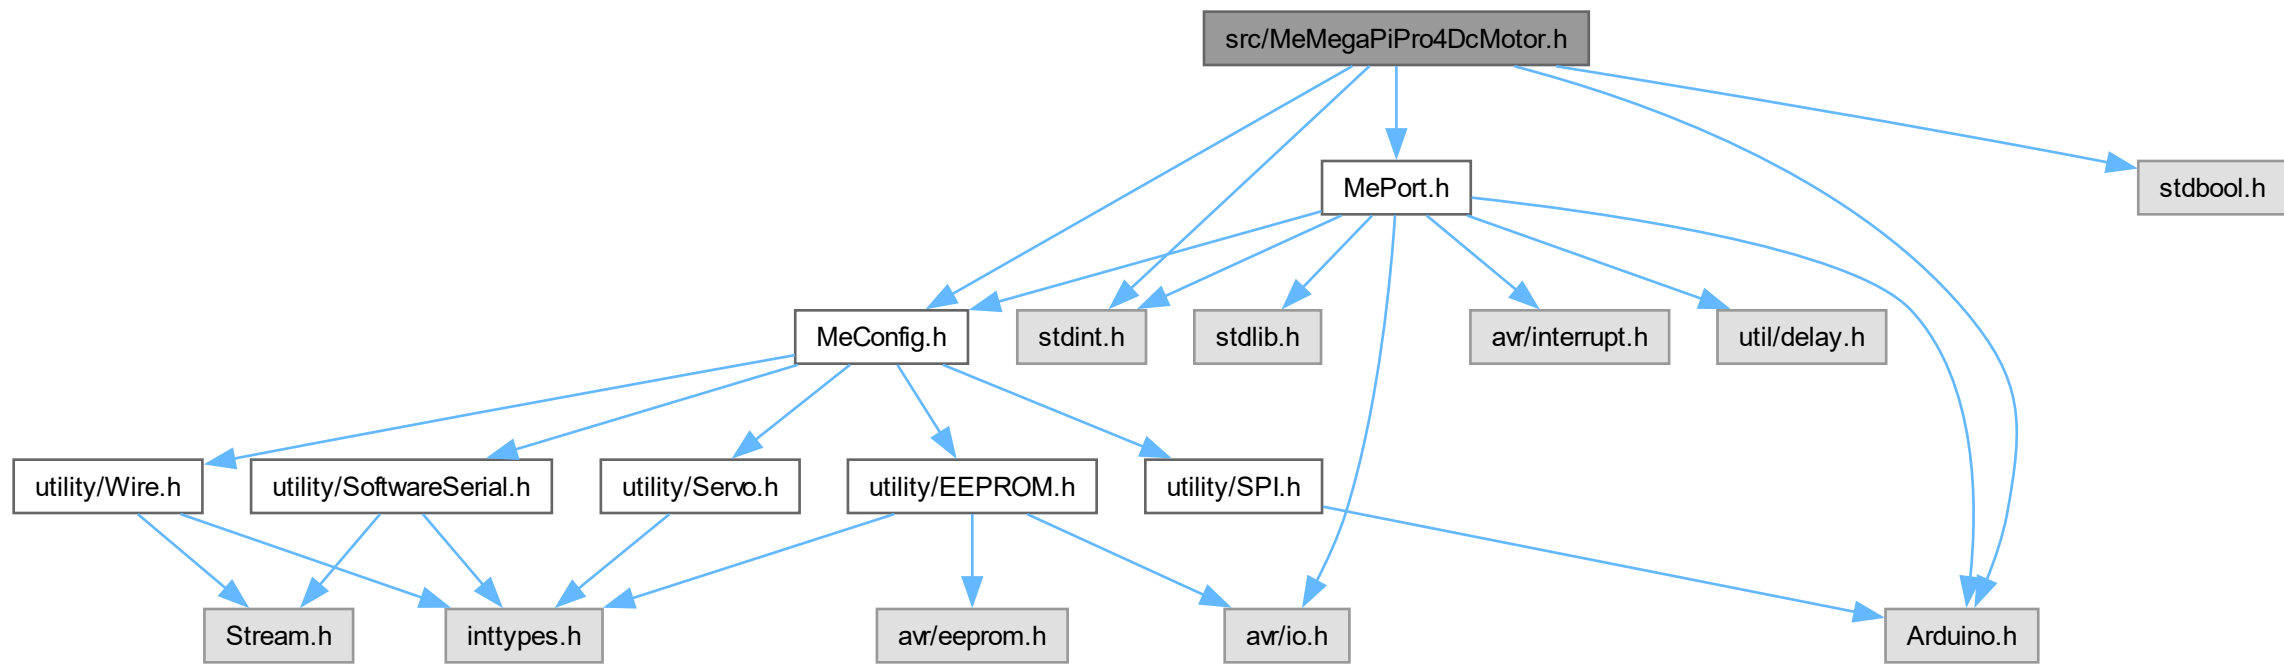 src/MeMegaPiPro4DcMotor.h
MePort.h
stdbool.h
MeConfig.h
stdint.h
stdlib.h
avr/interrupt.h
util/delay.h
utility/Wire.h
utility/SoftwareSerial.h
utility/Servo.h
utility/EEPROM.h
utility/SPI.h
Stream.h
inttypes.h
avr/eeprom.h
avr/io.h
Arduino.h